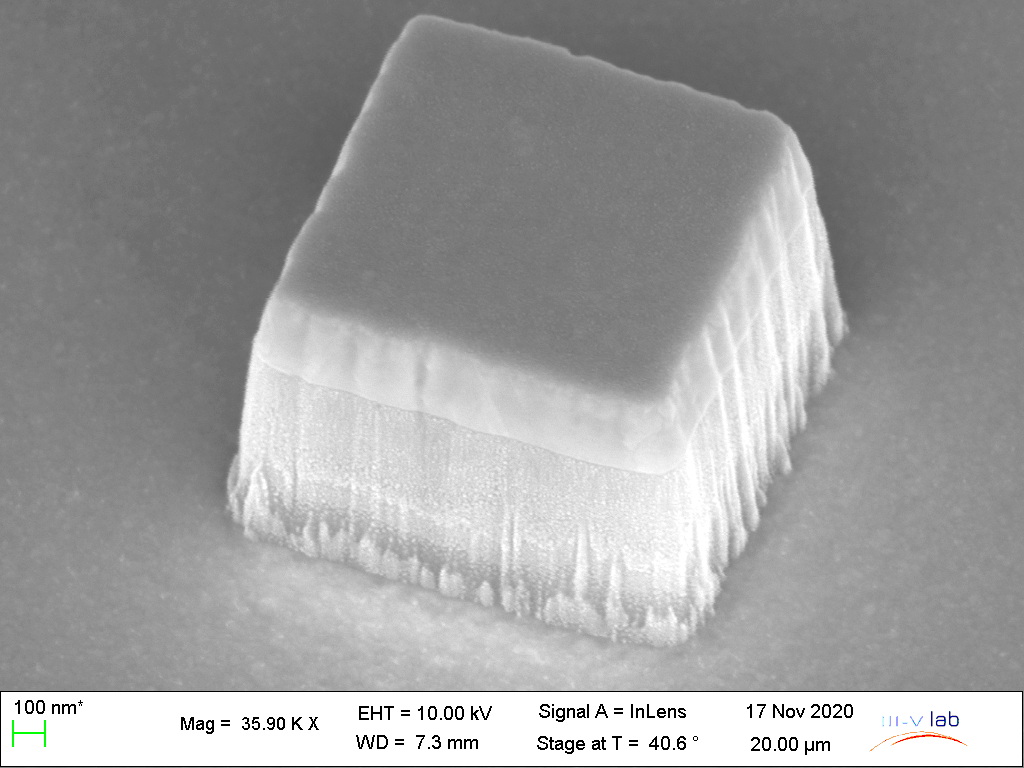 100 nm*
Mag = 35.90 K X
EHT = 10.00 kV
WD = 7.3 mm
Signal A = InLens
Stage at T = 40.6 °
17 Nov 2020
20.00 µm
III-V lab